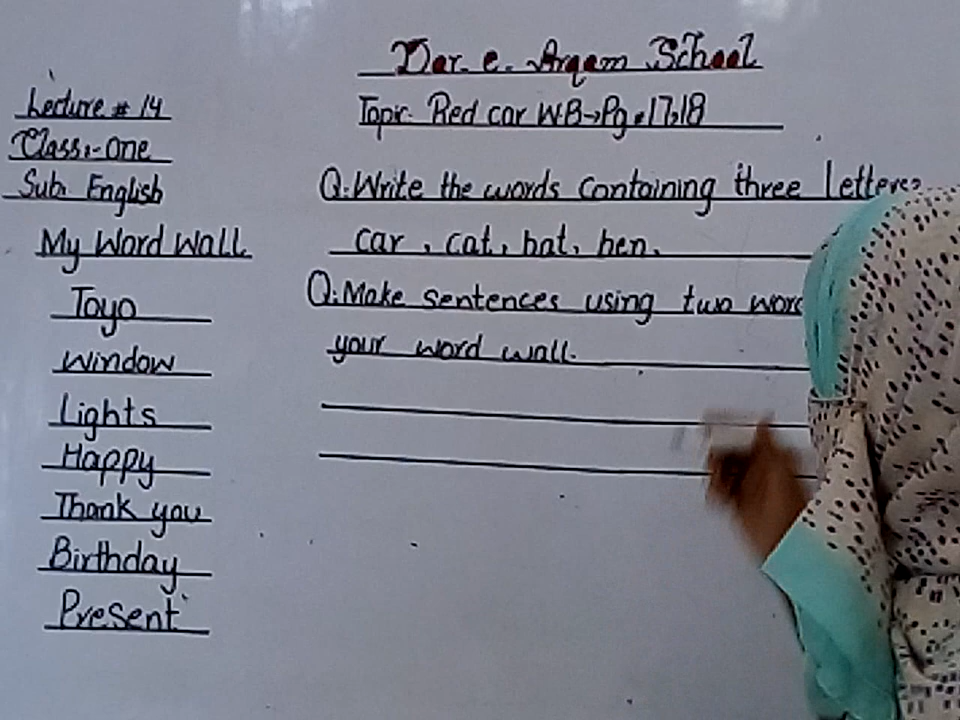 Dar. e. Arqam School
Topic. Red car W.B→Pg#17,18
Lecture # 14
Class:-One
Sub: English
My Word Wall
Toyo
Window
Lights
Happy
Thank you
Birthday
Present
Q:Write the words containing three letters?
car, cat, hat, hen.
Q:Make sentences using two
your word wall.